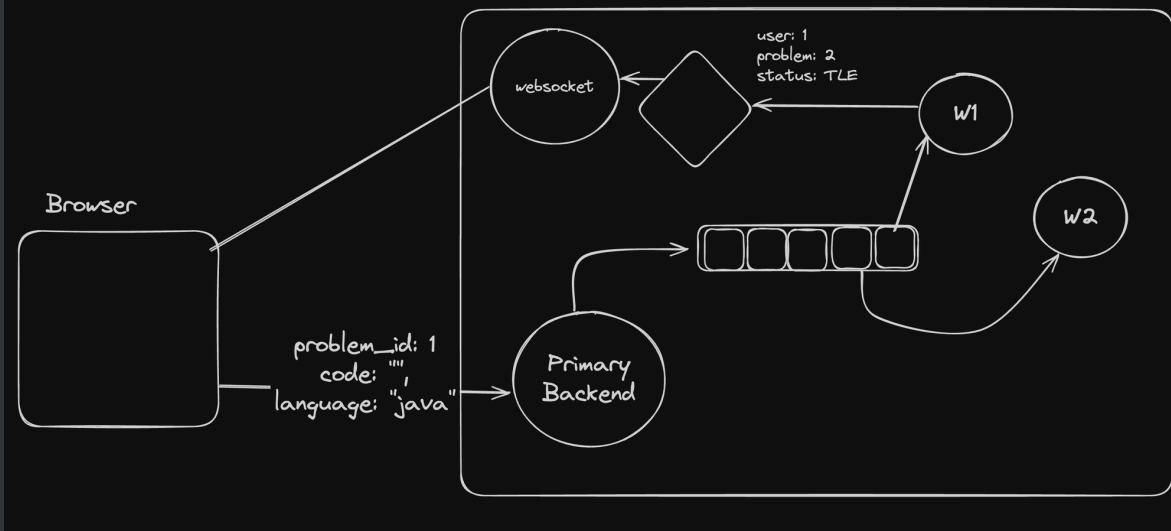 user: 1
problem: 2
status: TLE
websocket
W1
W2
Browser
problem_id: 1
code: "",
language: "java"
Primary
Backend